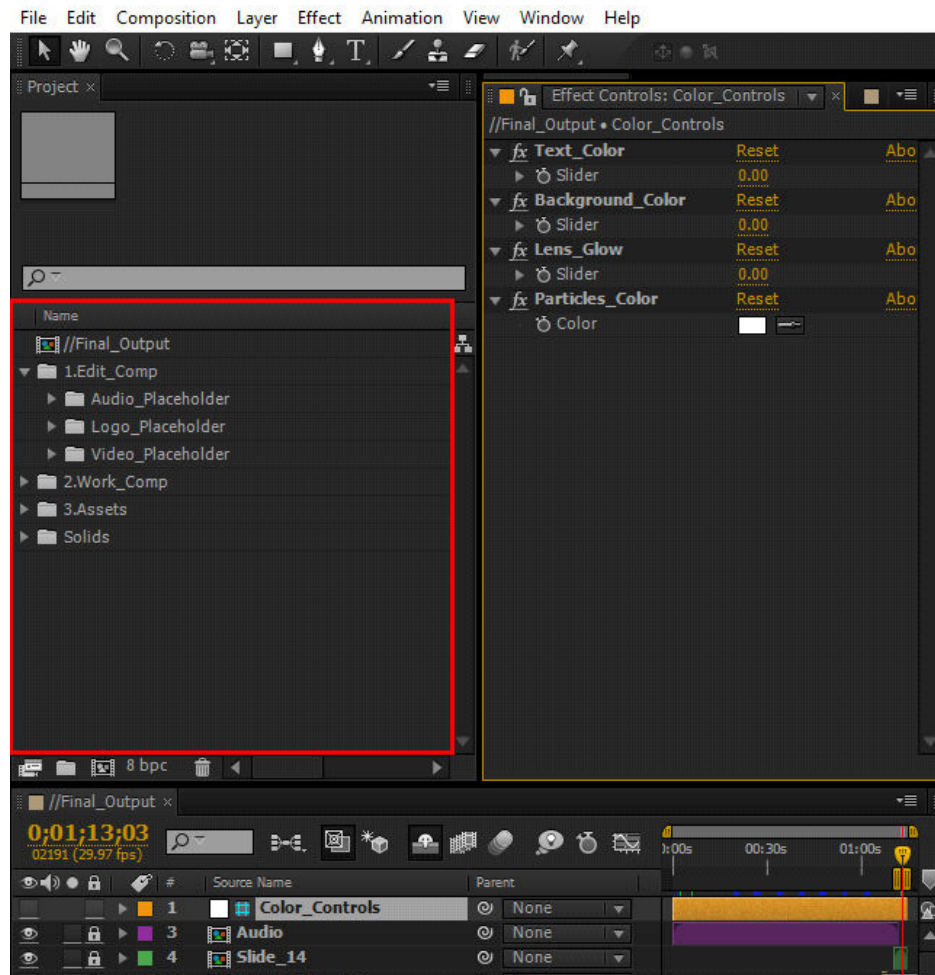 File Edit Composition Layer Effect Animation View Window Help
Project ×
Name
//Final_Output
1.Edit_Comp
Audio_Placeholder
Logo_Placeholder
Video_Placeholder
2.Work_Comp
3.Assets
Solids
8 bpc
Effect Controls: Color_Controls ×
//Final_Output • Color_Controls
fx Text_Color Reset Abo
Slider 0.00
fx Background_Color Reset Abo
Slider 0.00
fx Lens_Glow Reset Abo
Slider 0.00
fx Particles_Color Reset Abo
Color
//Final_Output ×
0;01;13;03
02191 (29.97 fps)
):00s 00:30s 01:00s
# Source Name Parent
1 Color_Controls None
3 Audio None
4 Slide_14 None